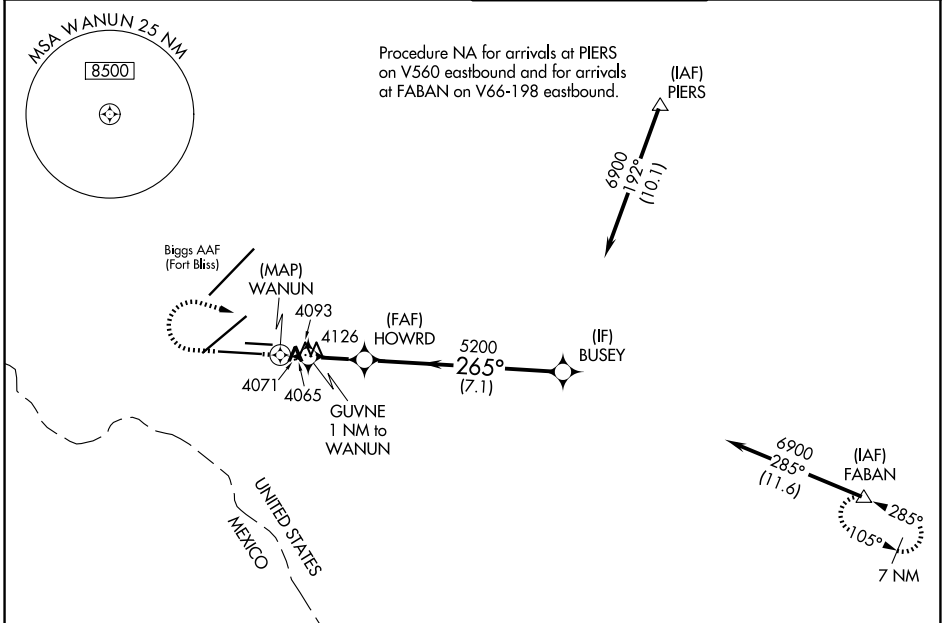 MSA WANUN 25 NM
8500
Procedure NA for arrivals at PIERS
on V560 eastbound and for arrivals
at FABAN on V66-198 eastbound.
(IAF)
PIERS
6900
192°
(10.1)
Biggs AAF
(Fort Bliss)
(MAP)
WANUN
4093
4126
(FAF)
HOWRD
5200
265°
(7.1)
(IF)
BUSEY
4071
4065
GUVNE
1 NM to
WANUN
6900
285°
(11.6)
(IAF)
FABAN
285°
105°
7 NM
UNITED STATES
MEXICO